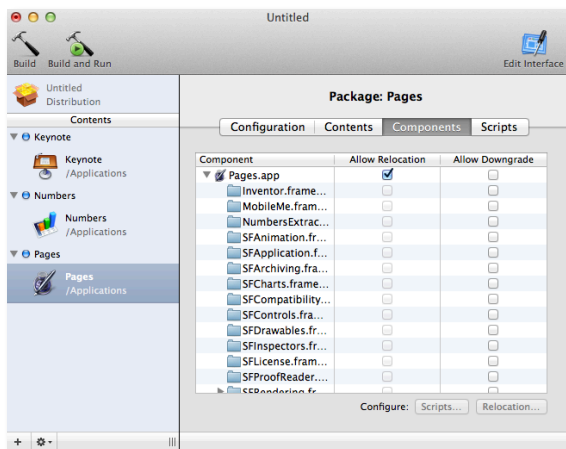 Untitled
Build
Build and Run
Edit Interface
Untitled
Distribution
Contents
Keynote
Keynote
/Applications
Numbers
Numbers
/Applications
Pages
Pages
/Applications
Package: Pages
Configuration Contents Components Scripts
Component Allow Relocation Allow Downgrade
Pages.app
Inventor.frame...
MobileMe.fram...
NumbersExtrac...
SFAnimation.fr...
SFApplication.f...
SFArchiving.fra...
SFCharts.frame...
SFCompatibility...
SFControls.fra...
SFDrawables.fr...
SFInspectors.fr...
SFLicense.fram...
SFProofReader....
SFRendering.fr...
Configure: Scripts... Relocation...